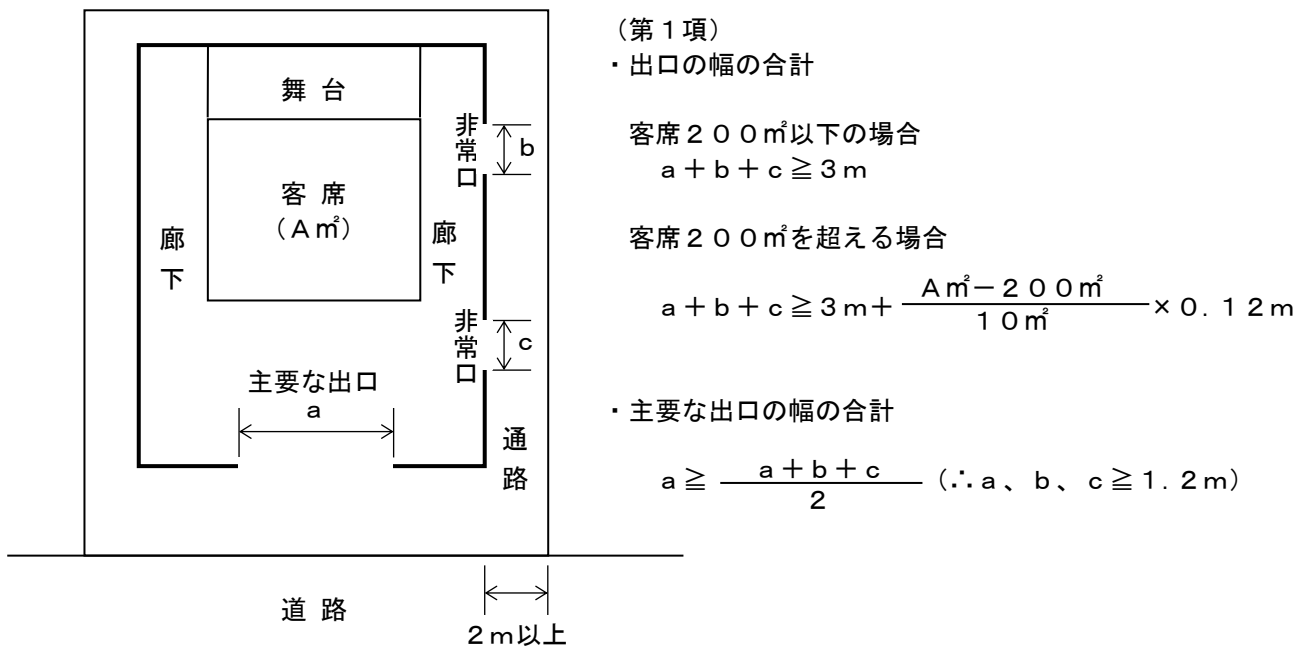 舞 台
客 席
（Ａ㎡）
廊下
廊下
非常口
b
非常口
c
主要な出口
a
通路
道 路
２ｍ以上
（第１項）
・出口の幅の合計
客席２００㎡以下の場合
ａ＋ｂ＋ｃ≧３ｍ
客席２００㎡を超える場合
ａ＋ｂ＋ｃ≧３ｍ＋ Ａ㎡－２００㎡ / １０㎡ ×０．１２ｍ
・主要な出口の幅の合計
ａ≧ ａ＋ｂ＋ｃ / ２ （∴ａ、ｂ、ｃ≧１．２ｍ）